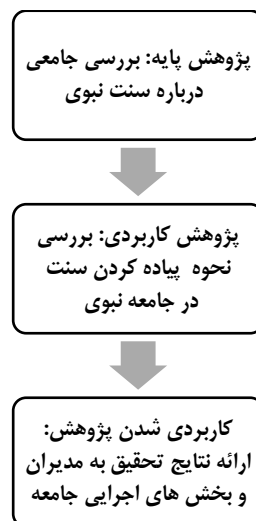 پژوهش پایه: بررسی جامعی
درباره سنت نبوی
پژوهش کاربردی: بررسی
نحوه پیاده کردن سنت
در جامعه نبوی
کاربردی شدن پژوهش:
ارائه نتایج تحقیق به مدیران
و بخش های اجرایی جامعه